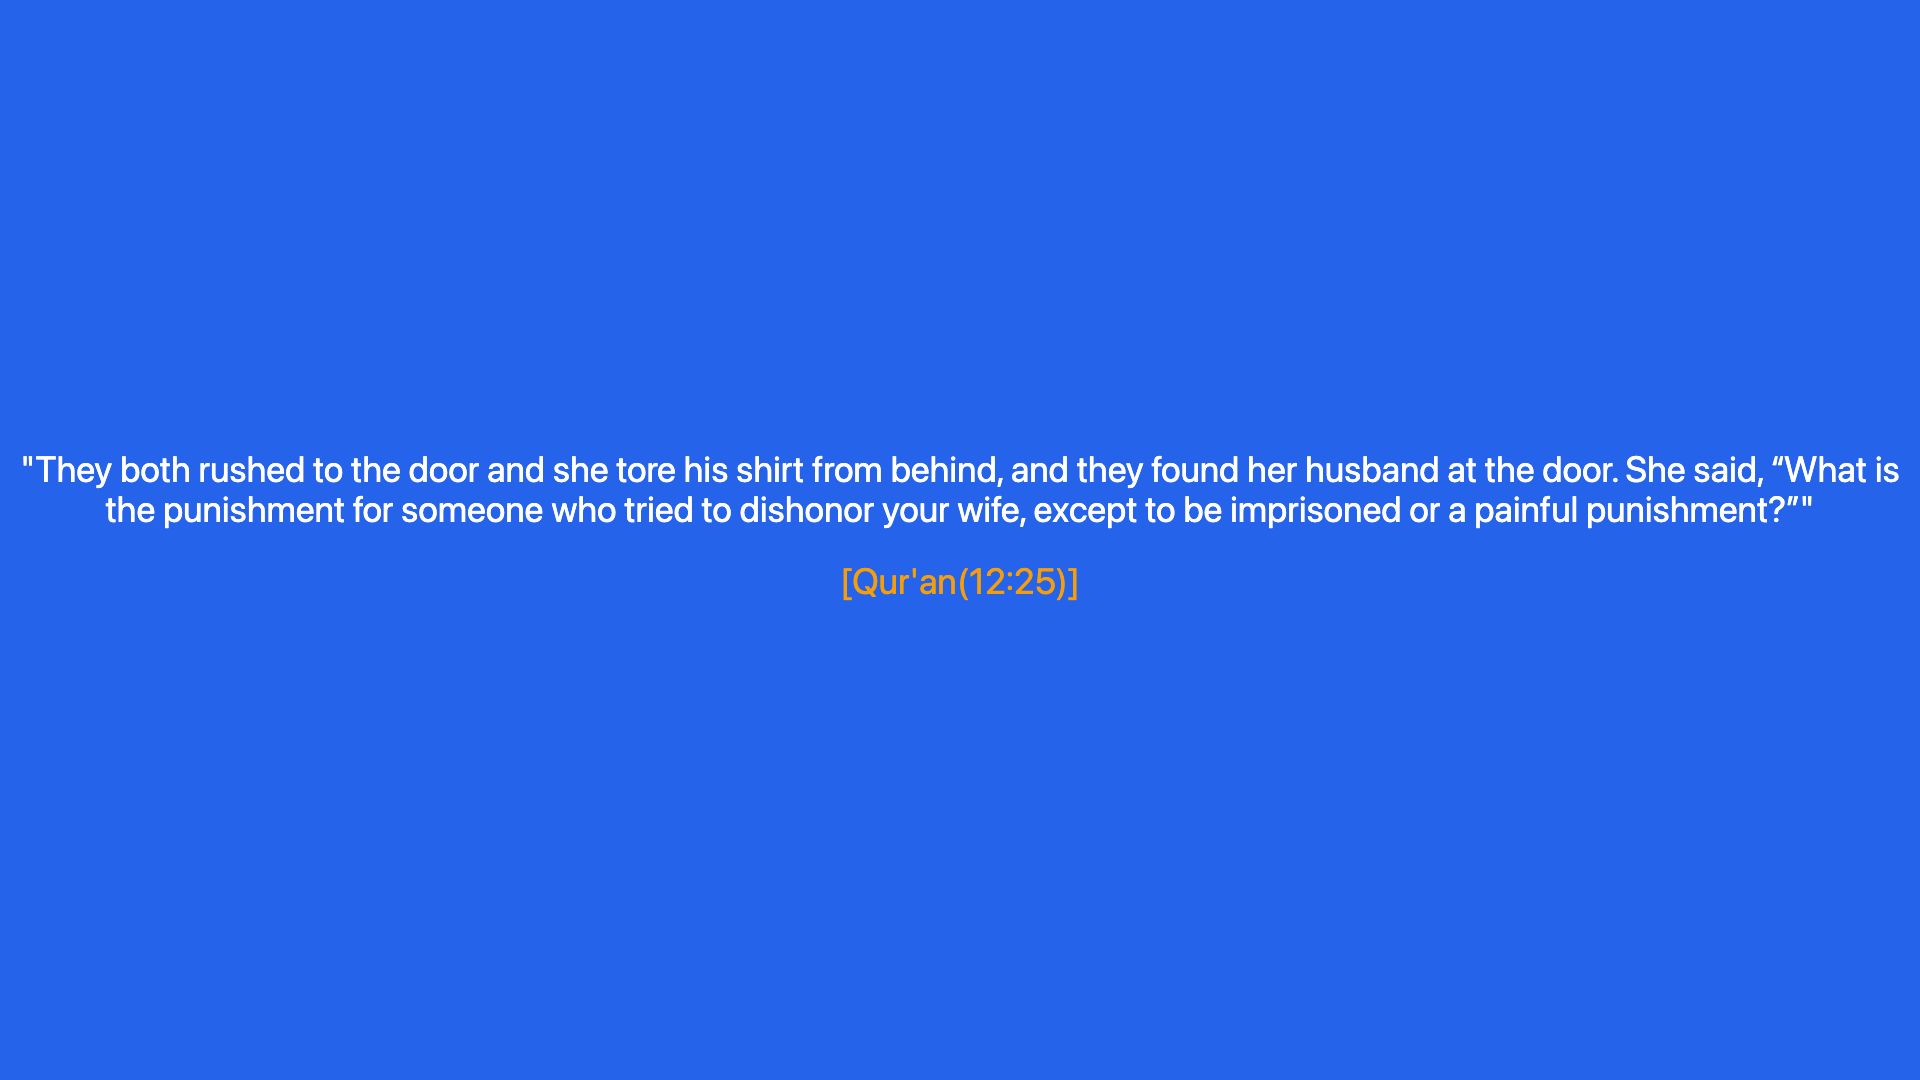 "They both rushed to the door and she tore his shirt from behind, and they found her husband at the door. She said, “What is
the punishment for someone who tried to dishonor your wife, except to be imprisoned or a painful punishment?”"
[Qur'an(12:25)]